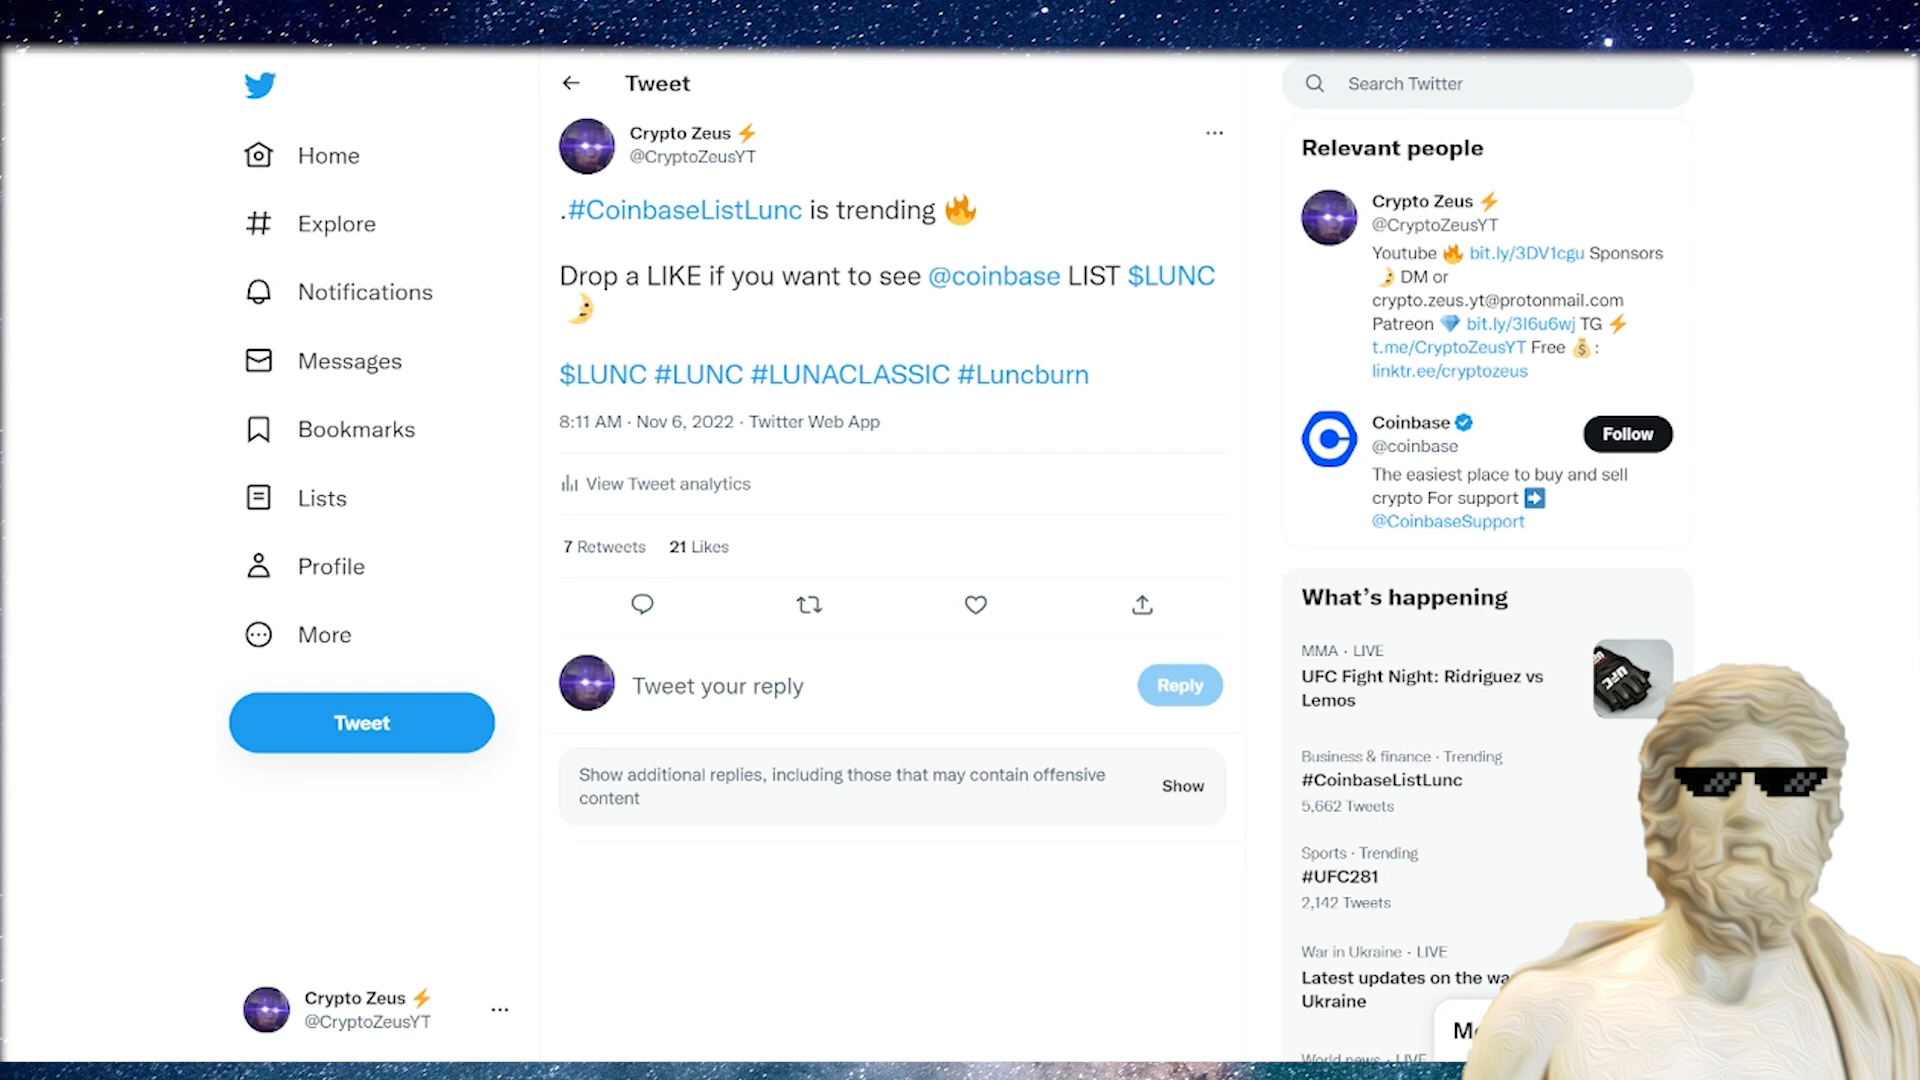 Home
Explore
Notifications
Messages
Bookmarks
Lists
Profile
More
Tweet
Crypto Zeus ⚡
@CryptoZeusYT
Tweet
Crypto Zeus ⚡
@CryptoZeusYT
.#CoinbaseListLunc is trending 🔥
Drop a LIKE if you want to see @coinbase LIST $LUNC
🌛
$LUNC #LUNC #LUNACLASSIC #Luncburn
8:11 AM · Nov 6, 2022 · Twitter Web App
View Tweet analytics
7 Retweets 21 Likes
Tweet your reply
Reply
Show additional replies, including those that may contain offensive
content
Show
Search Twitter
Relevant people
Crypto Zeus ⚡
@CryptoZeusYT
Youtube 🔥 bit.ly/3DV1cgu Sponsors
🌛 DM or
crypto.zeus.yt@protonmail.com
Patreon 💎 bit.ly/3I6u6wj TG ⚡
t.me/CryptoZeusYT Free 💰:
linktr.ee/cryptozeus
Coinbase
@coinbase
Follow
The easiest place to buy and sell
crypto For support ➡️
@CoinbaseSupport
What's happening
MMA · LIVE
UFC Fight Night: Ridriguez vs
Lemos
UFC
Business & finance · Trending
#CoinbaseListLunc
5,662 Tweets
Sports · Trending
#UFC281
2,142 Tweets
War in Ukraine · LIVE
Latest updates on the
Ukraine
World news · LIVE